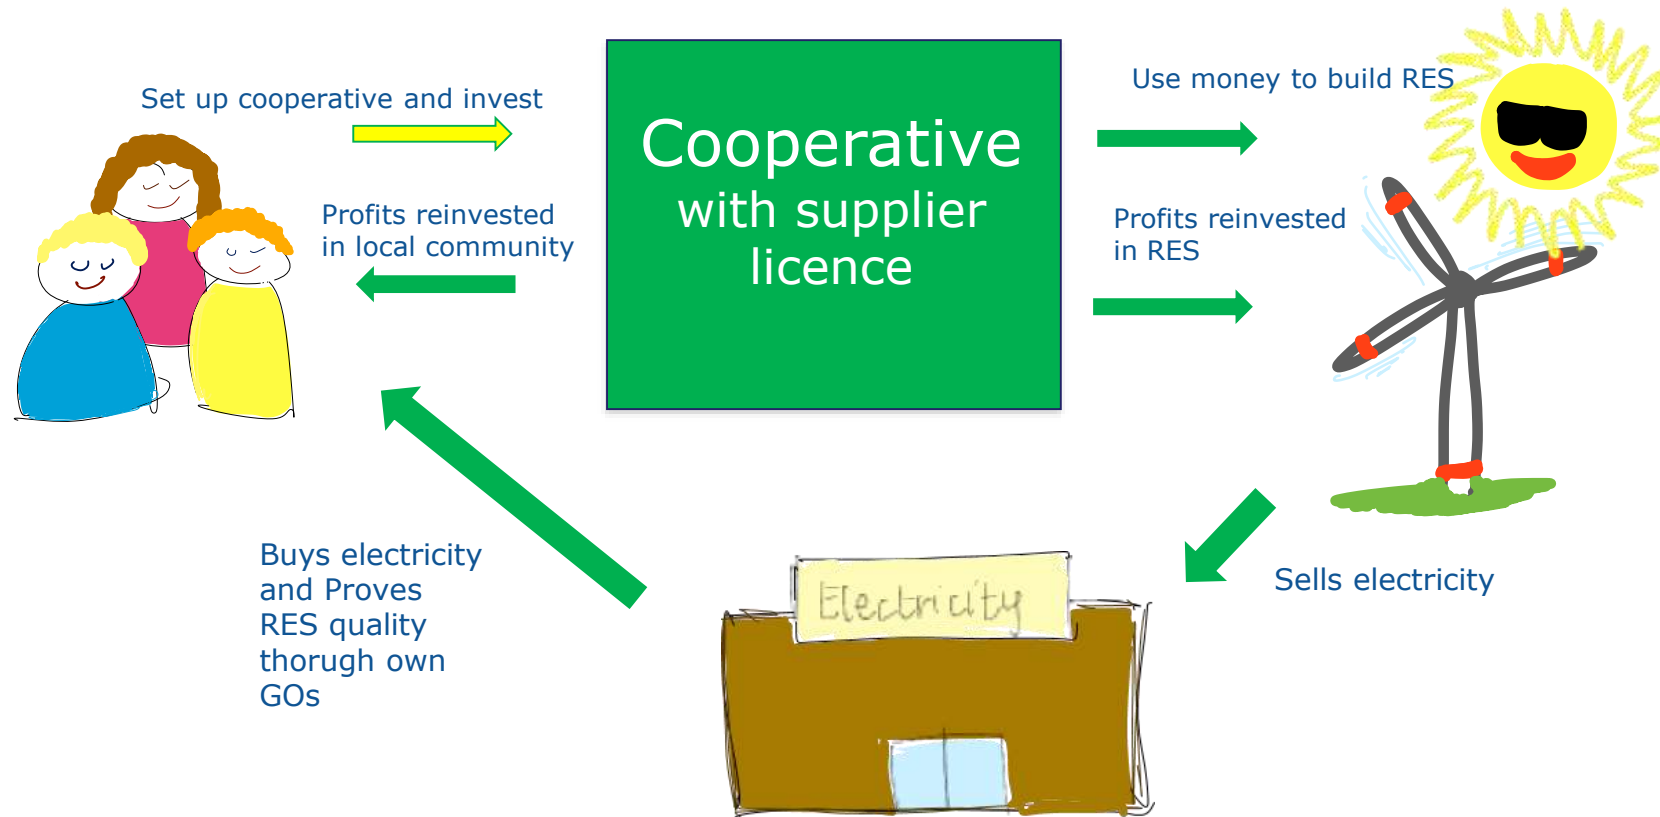 Set up cooperative and invest
Use money to build RES
Cooperative
with supplier
licence
Profits reinvested
in local community
Profits reinvested
in RES
Buys electricity
and Proves
RES quality
thorugh own
GOs
Electricity
Sells electricity